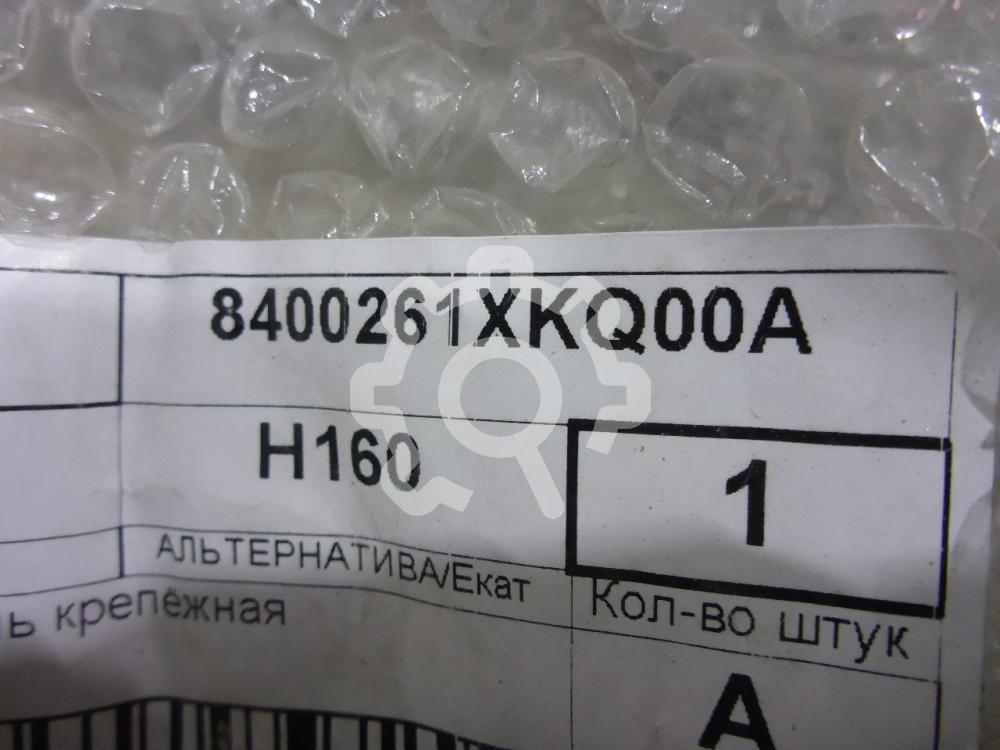 8400261XKQ00A
H160
1
АЛЬТЕРНАТИВА/Екат
Кол-во штук
крепёжная
A